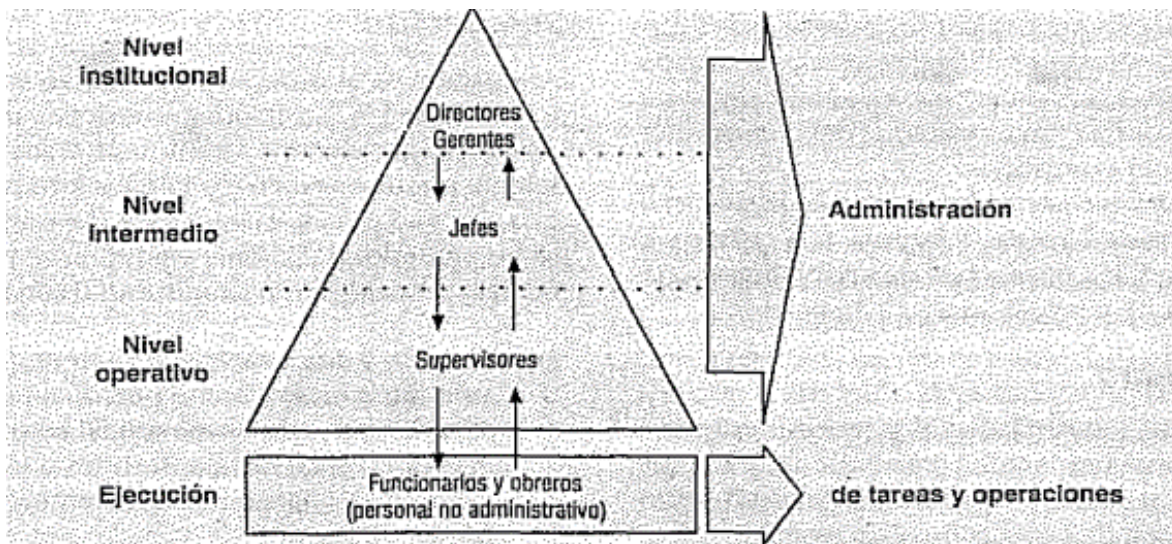 Nivel
institucional
Directores
Gerentes
Nivel
intermedio
Jefes
Administración
Nivel
operativo
Supervisores
Ejecución
Funcionarios y obreros
(personal no administrativo)
de tareas y operaciones